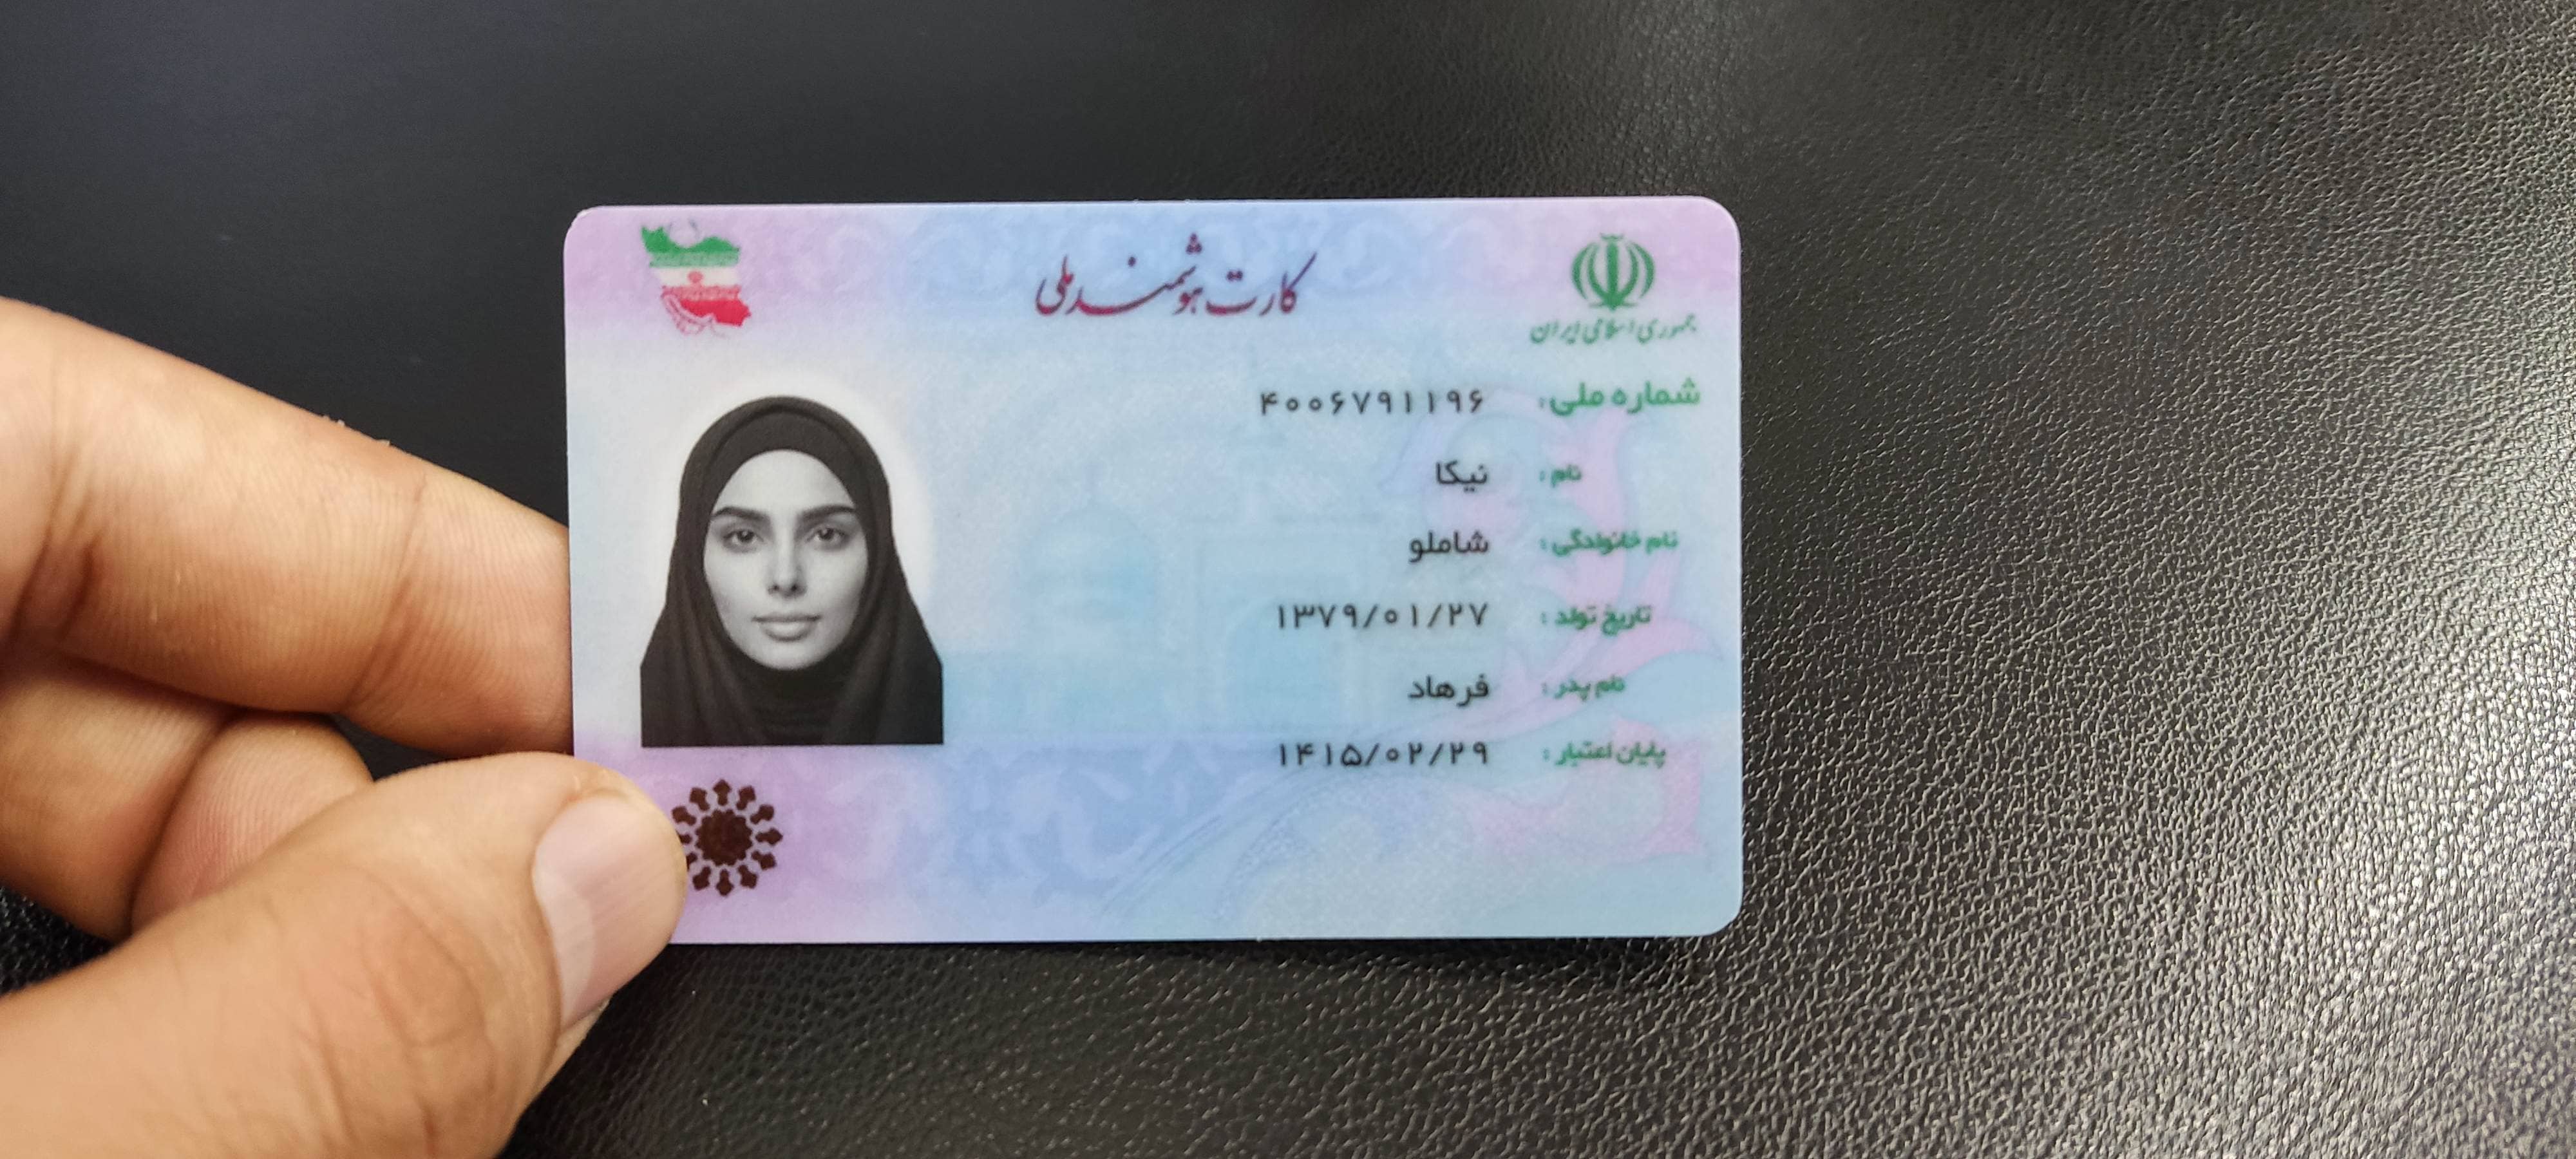 کارت هوشمند ملی
جمهوری اسلامی ایران
شماره ملی: ۴۰۰۶۷۹۱۱۹۶
نام: نیکا
نام خانوادگی: شاملو
تاریخ تولد: ۱۳۷۹/۰۱/۲۷
نام پدر: فرهاد
پایان اعتبار: ۱۴۱۵/۰۲/۲۹